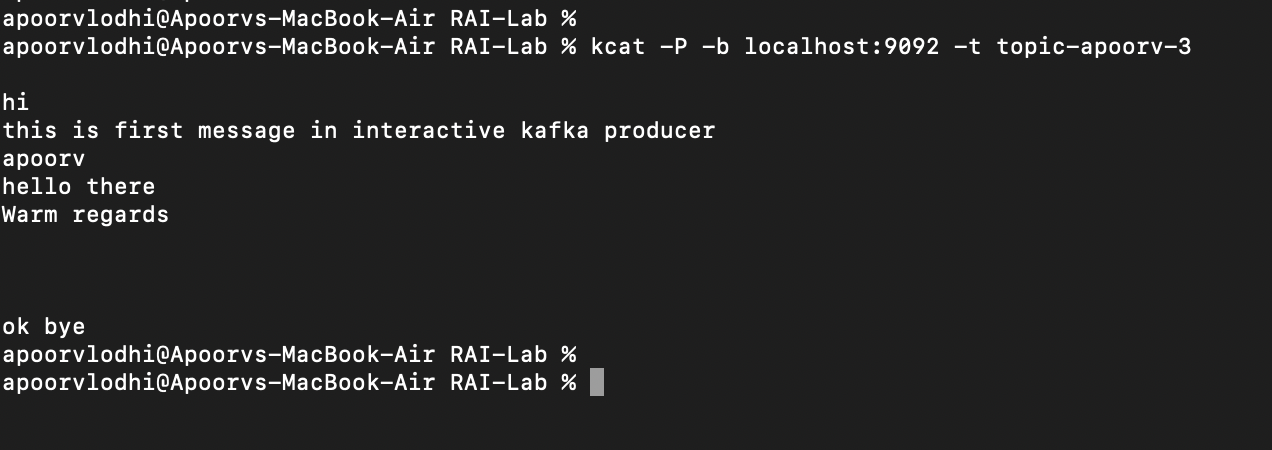 apoorvlodhi@Apoorvs-MacBook-Air RAI-Lab %
apoorvlodhi@Apoorvs-MacBook-Air RAI-Lab % kcat -P -b localhost:9092 -t topic-apoorv-3
hi
this is first message in interactive kafka producer
apoorv
hello there
Warm regards
ok bye
apoorvlodhi@Apoorvs-MacBook-Air RAI-Lab %
apoorvlodhi@Apoorvs-MacBook-Air RAI-Lab %